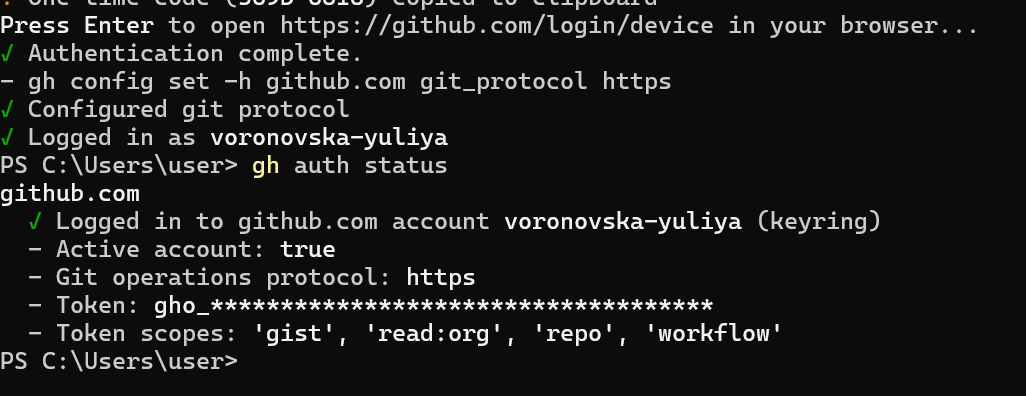 Press Enter to open https://github.com/login/device in your browser...
✓ Authentication complete.
- gh config set -h github.com git_protocol https
✓ Configured git protocol
✓ Logged in as voronovska-yuliya
PS C:\Users\user> gh auth status
github.com
✓ Logged in to github.com account voronovska-yuliya (keyring)
- Active account: true
- Git operations protocol: https
- Token: gho_************************************
- Token scopes: 'gist', 'read:org', 'repo', 'workflow'
PS C:\Users\user>